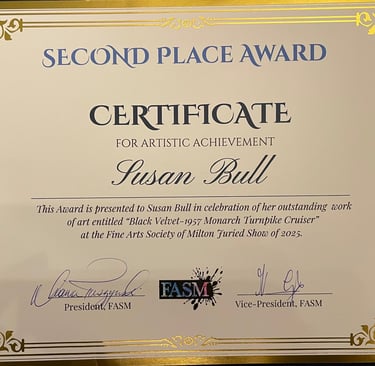 SECOND PLACE AWARD
CERTIFICATE
FOR ARTISTIC ACHIEVEMENT
Susan Bull
This Award is presented to Susan Bull in celebration of her outstanding work
of art entitled “Black Velvet-1957 Monarch Turnpike Cruiser”
at the Fine Arts Society of Milton Juried Show of 2025.
FASM
President, FASM
Vice-President, FASM